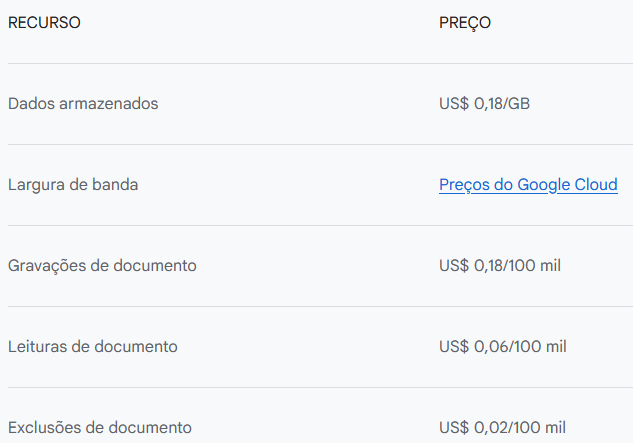 RECURSO PREÇO
Dados armazenados US$ 0,18/GB
Largura de banda Preços do Google Cloud
Gravações de documento US$ 0,18/100 mil
Leituras de documento US$ 0,06/100 mil
Exclusões de documento US$ 0,02/100 mil